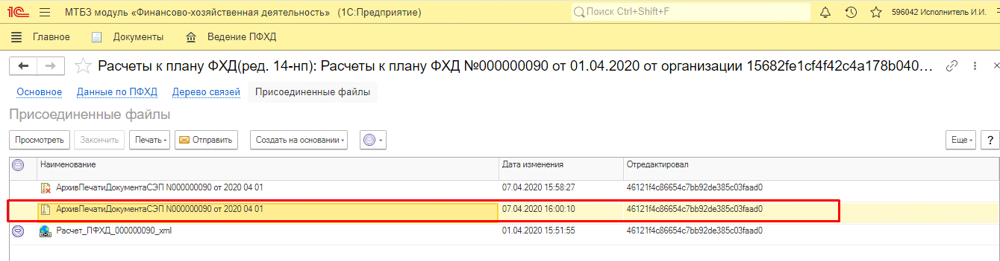 1С МТБЗ модуль «Финансово-хозяйственная деятельность» (1С:Предприятие) Поиск Ctrl+Shift+F 596042 Исполнитель И.И.
Главное Документы Ведение ПФХД
Расчеты к плану ФХД(ред. 14-нп): Расчеты к плану ФХД №000000090 от 01.04.2020 от организации 15682fe1cf4f42c4a178b040...
Основное Данные по ПФХД Дерево связей Присоединенные файлы
Присоединенные файлы
Просмотреть Закончить Печать Отправить Создать на основании Еще ?
Наименование Дата изменения Отредактировал
АрхивПечатиДокументаСЭП N000000090 от 2020 04 01 07.04.2020 15:58:27 46121f4c86654c7bb92de385c03faad0
АрхивПечатиДокументаСЭП N000000090 от 2020 04 01 07.04.2020 16:00:10 46121f4c86654c7bb92de385c03faad0
Расчет_ПФХД_000000090_xml 01.04.2020 15:51:55 46121f4c86654c7bb92de385c03faad0